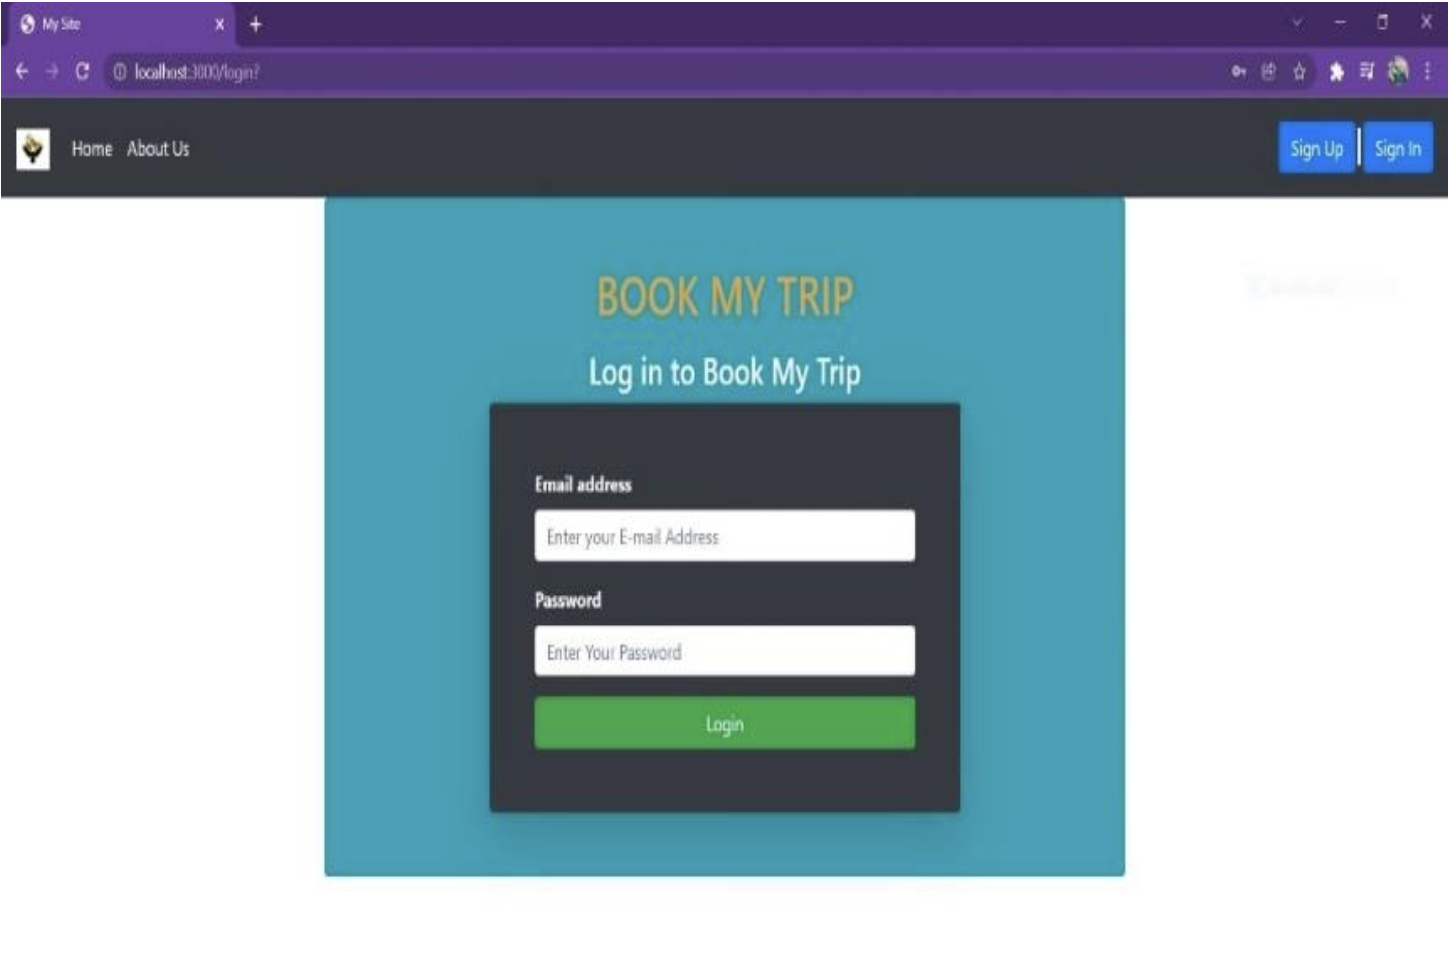 My Site
localhost:3000/login?
Home About Us
Sign Up Sign In
BOOK MY TRIP
Log in to Book My Trip
Email address
Enter your E-mail Address
Password
Enter Your Password
Login